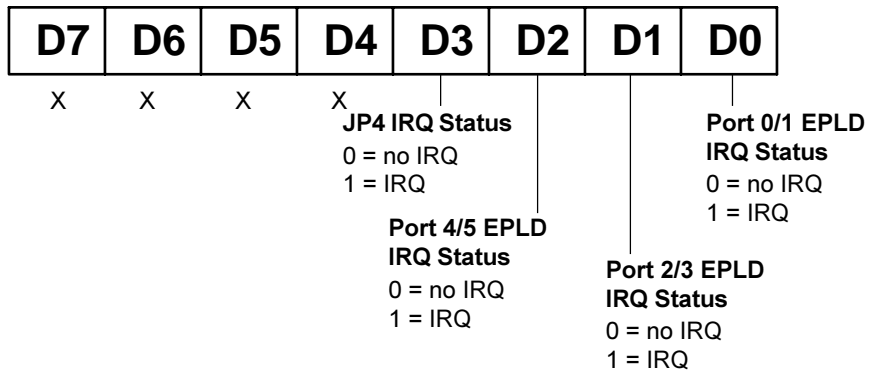 D7 D6 D5 D4 D3 D2 D1 D0
X X X X
JP4 IRQ Status
0 = no IRQ
1 = IRQ
Port 0/1 EPLD
IRQ Status
0 = no IRQ
1 = IRQ
Port 4/5 EPLD
IRQ Status
0 = no IRQ
1 = IRQ
Port 2/3 EPLD
IRQ Status
0 = no IRQ
1 = IRQ